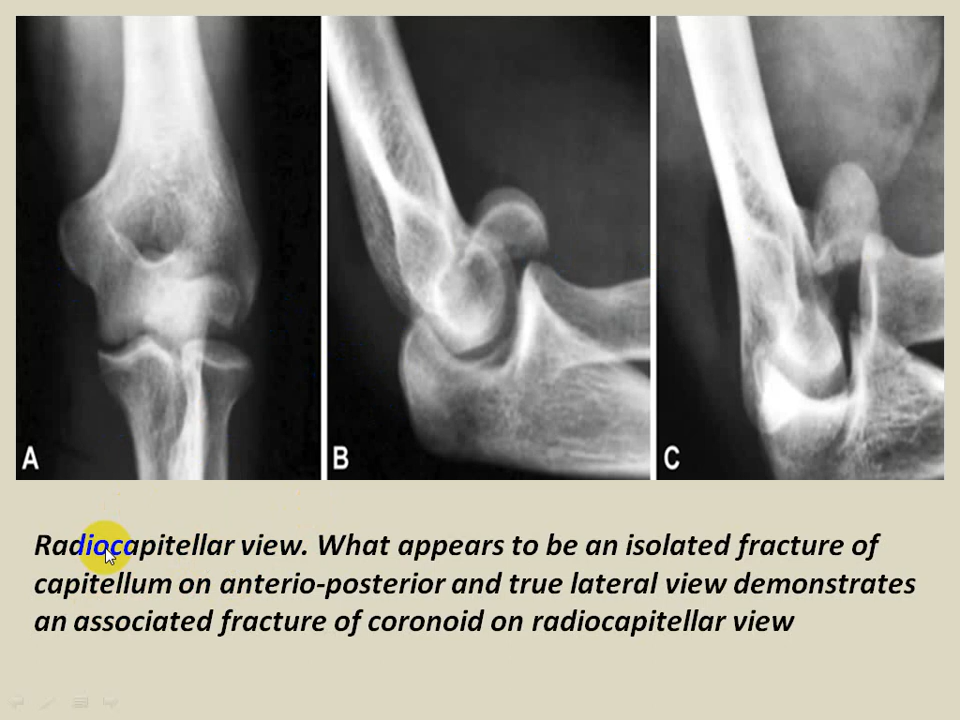 A
B
C
Radiocapitellar view. What appears to be an isolated fracture of
capitellum on anterio-posterior and true lateral view demonstrates
an associated fracture of coronoid on radiocapitellar view